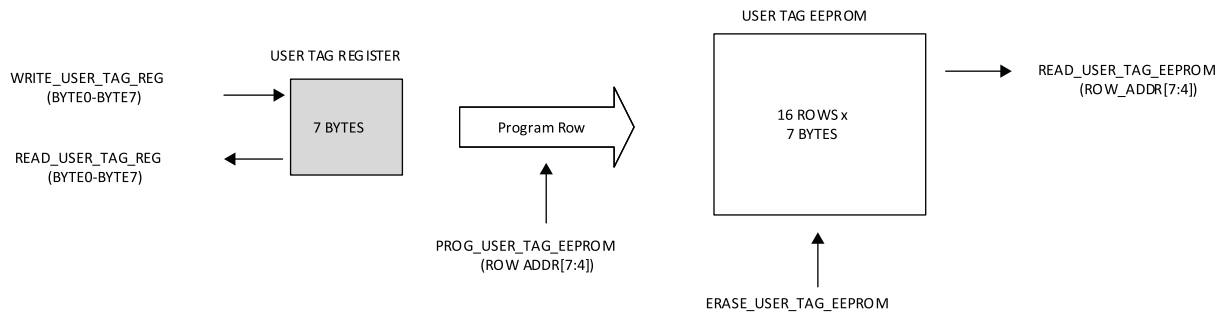 USER TAG EEPROM
USER TAG REGISTER
WRITE_USER_TAG_REG
(BYTE0-BYTE7)
READ_USER_TAG_REG
(BYTE0-BYTE7)
7 BYTES
Program Row
PROG_USER_TAG_EEPROM
(ROW ADDR[7:4])
16 ROWS x
7 BYTES
READ_USER_TAG_EEPROM
(ROW_ADDR[7:4])
ERASE_USER_TAG_EEPROM